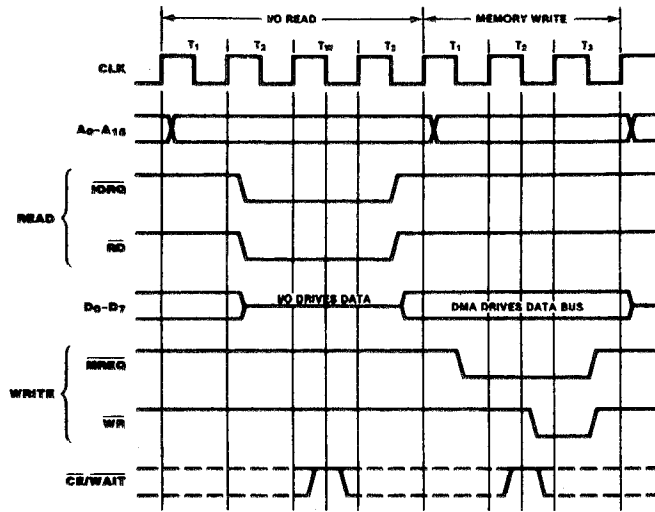 I/O READ MEMORY WRITE
T1 T2 TW T3 T1 T2 T3
CLK
A0-A15
IORQ
READ
RD
D0-D7 I/O DRIVES DATA DMA DRIVES DATA BUS
MREQ
WRITE
WR
CE/WAIT